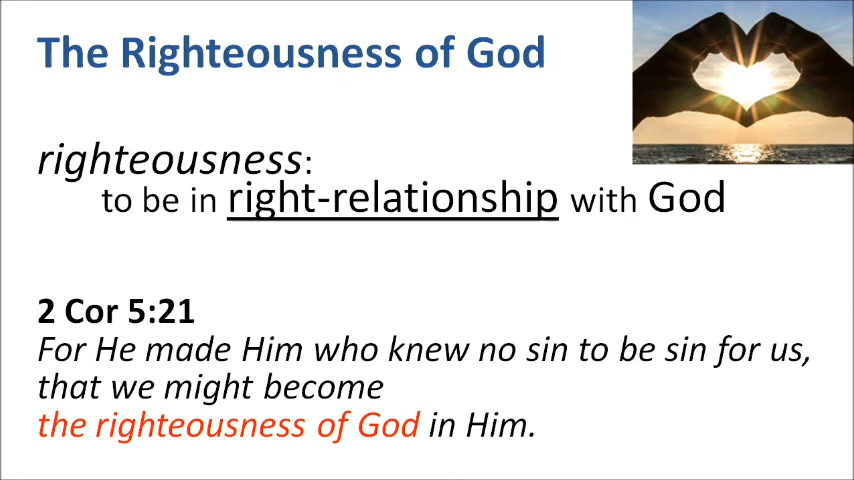 The Righteousness of God
righteousness:
to be in right-relationship with God
2 Cor 5:21
For He made Him who knew no sin to be sin for us,
that we might become
the righteousness of God in Him.